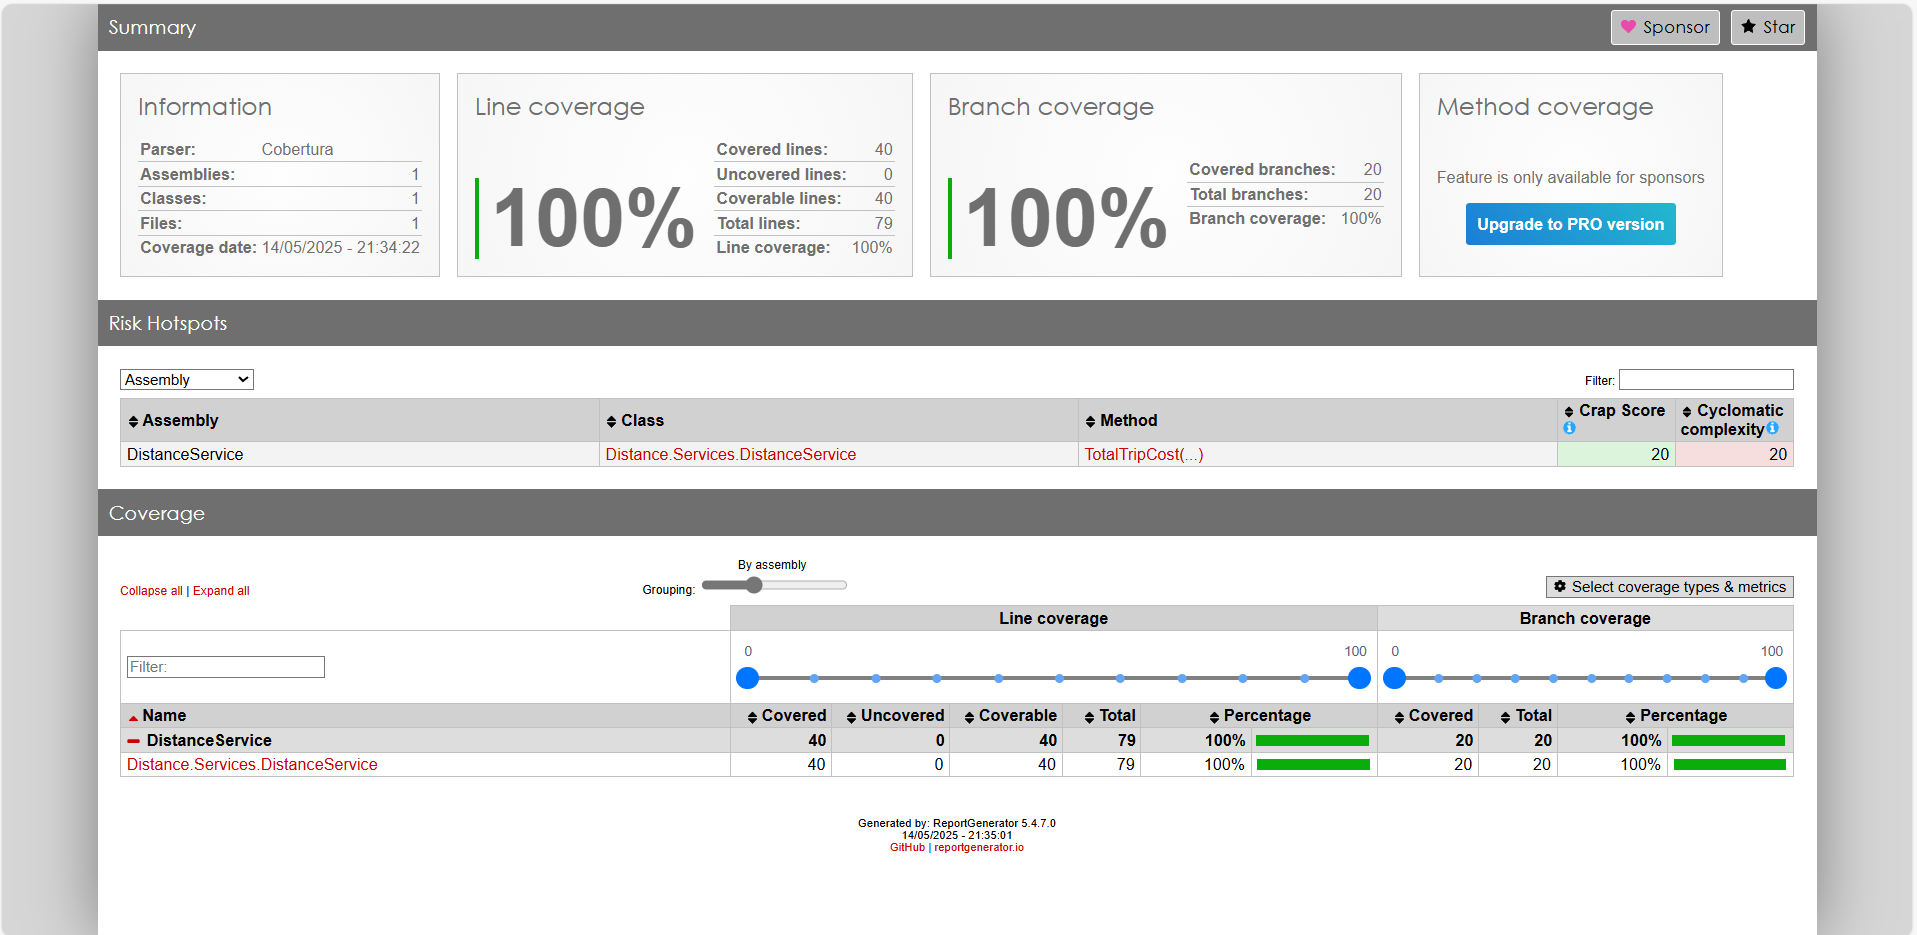 Summary
Sponsor
Star
Information
Parser: Cobertura
Assemblies: 1
Classes: 1
Files: 1
Coverage date: 14/05/2025 - 21:34:22
Line coverage
100%
Covered lines: 40
Uncovered lines: 0
Coverable lines: 40
Total lines: 79
Line coverage: 100%
Branch coverage
100%
Covered branches: 20
Total branches: 20
Branch coverage: 100%
Method coverage
Feature is only available for sponsors
Upgrade to PRO version
Risk Hotspots
Assembly
Filter:
Assembly Class Method Crap Score Cyclomatic complexity
DistanceService Distance.Services.DistanceService TotalTripCost(...) 20 20
Coverage
Collapse all | Expand all
By assembly
Grouping:
Select coverage types & metrics
Line coverage Branch coverage
0 100 0 100
Filter:
Name Covered Uncovered Coverable Total Percentage Covered Total Percentage
DistanceService 40 0 40 79 100% 20 20 100%
Distance.Services.DistanceService 40 0 40 79 100% 20 20 100%
Generated by: ReportGenerator 5.4.7.0
14/05/2025 - 21:35:01
GitHub | reportgenerator.io